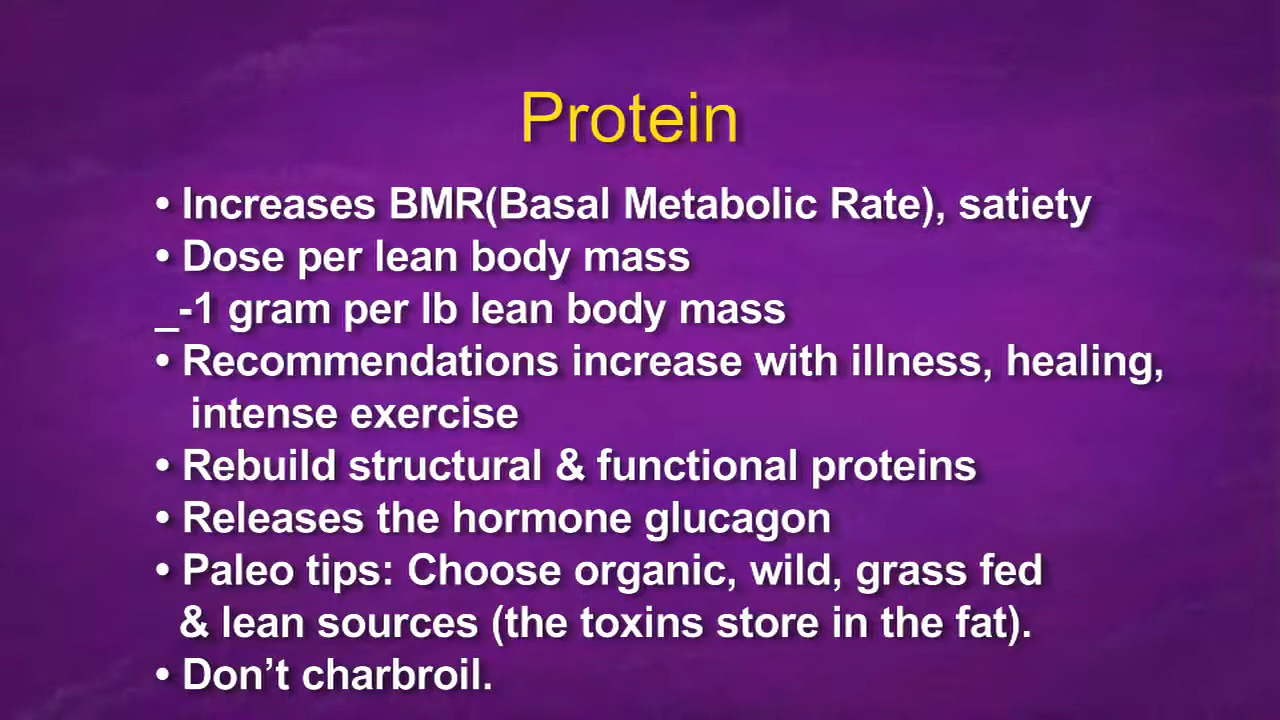 Protein
• Increases BMR(Basal Metabolic Rate), satiety
• Dose per lean body mass
_-1 gram per lb lean body mass
• Recommendations increase with illness, healing,
intense exercise
• Rebuild structural & functional proteins
• Releases the hormone glucagon
• Paleo tips: Choose organic, wild, grass fed
& lean sources (the toxins store in the fat).
• Don’t charbroil.